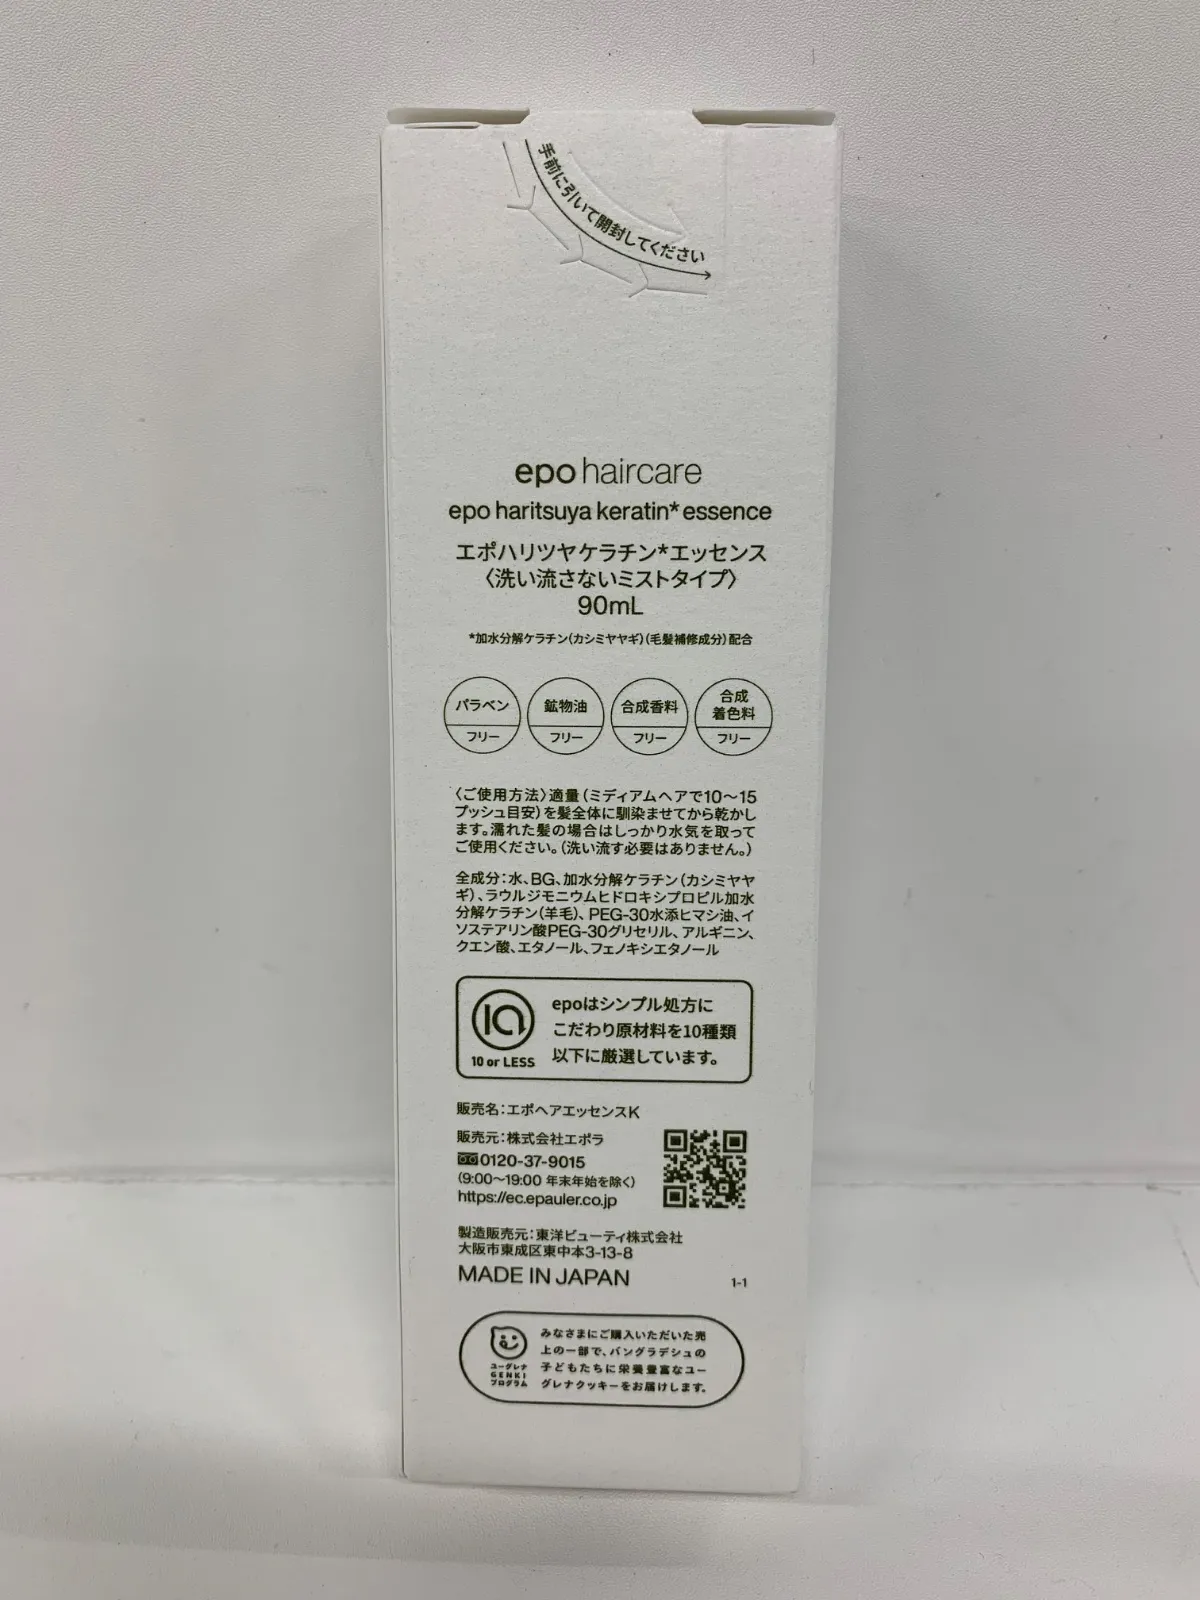 手前に引いて開封してください
epo haircare
epo haritsuya keratin* essence
エポハリツヤケラチン*エッセンス
〈洗い流さないミストタイプ〉
90mL
*加水分解ケラチン(カシミヤヤギ)(毛髪補修成分)配合
パラベン
フリー
鉱物油
フリー
合成香料
フリー
合成
着色料
フリー
〈ご使用方法〉適量(ミディアムヘアで10〜15
プッシュ目安)を髪全体に馴染ませてから乾かし
ます。濡れた髪の場合はしっかり水気を取って
ご使用ください。(洗い流す必要はありません。)
全成分:水、BG、加水分解ケラチン(カシミヤヤ
ギ)、ラウルジモニウムヒドロキシプロピル加水
分解ケラチン(羊毛)、PEG-30水添ヒマシ油、イ
ソステアリン酸PEG-30グリセリル、アルギニン、
クエン酸、エタノール、フェノキシエタノール
10 or LESS
epoはシンプル処方に
こだわり原材料を10種類
以下に厳選しています。
販売名:エポヘアエッセンスK
販売元:株式会社エポラ
0120-37-9015
(9:00〜19:00 年末年始を除く)
https://ec.epauler.co.jp
製造販売元:東洋ビューティ株式会社
大阪市東成区東中本3-13-8
MADE IN JAPAN
1-1
ユーグレナ
GENKI
プログラム
みなさまにご購入いただいた売
上の一部で、バングラデシュの
子どもたちに栄養豊富なユー
グレナクッキーをお届けします。